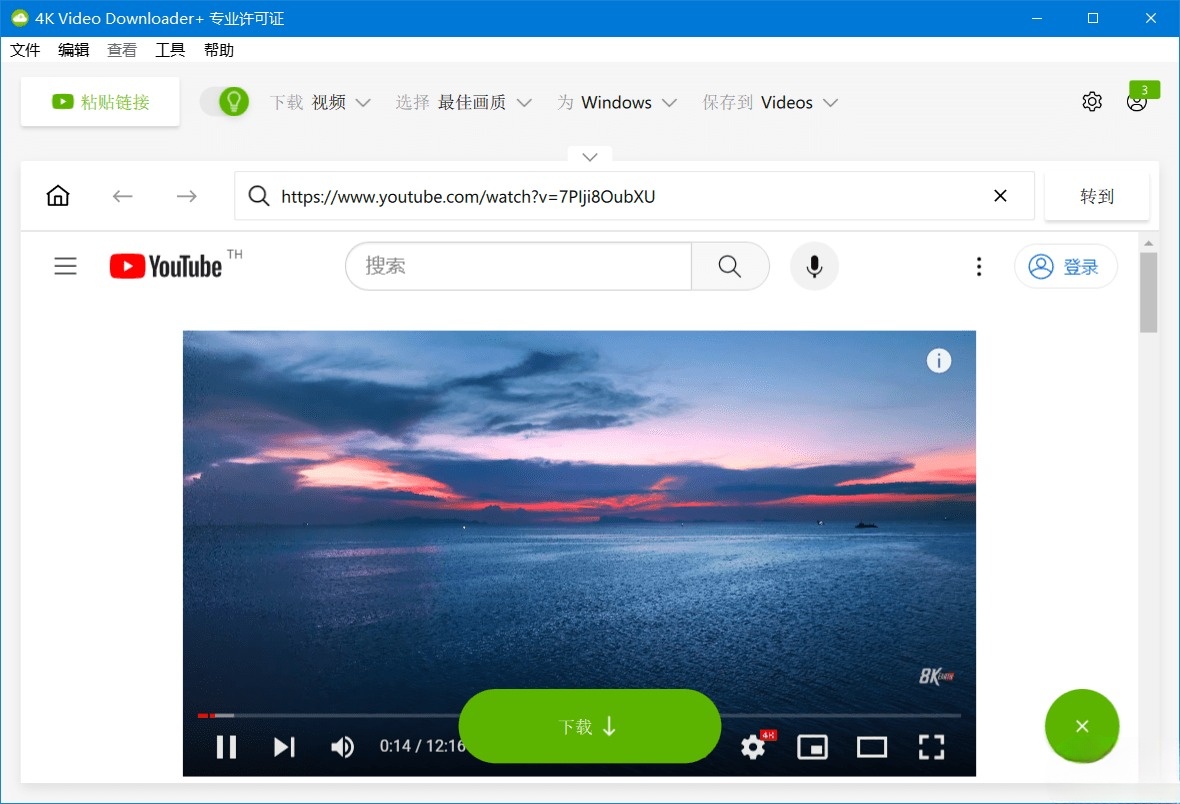 4K Video Downloader+ 专业许可证
文件 编辑 查看 工具 帮助
粘贴链接 下载 视频 选择 最佳画质 为 Windows 保存到 Videos 3
https://www.youtube.com/watch?v=7PIji8OubXU 转到
YouTube TH 搜索 登录
i
8K EARTH
0:14 / 12:16 下载 4K